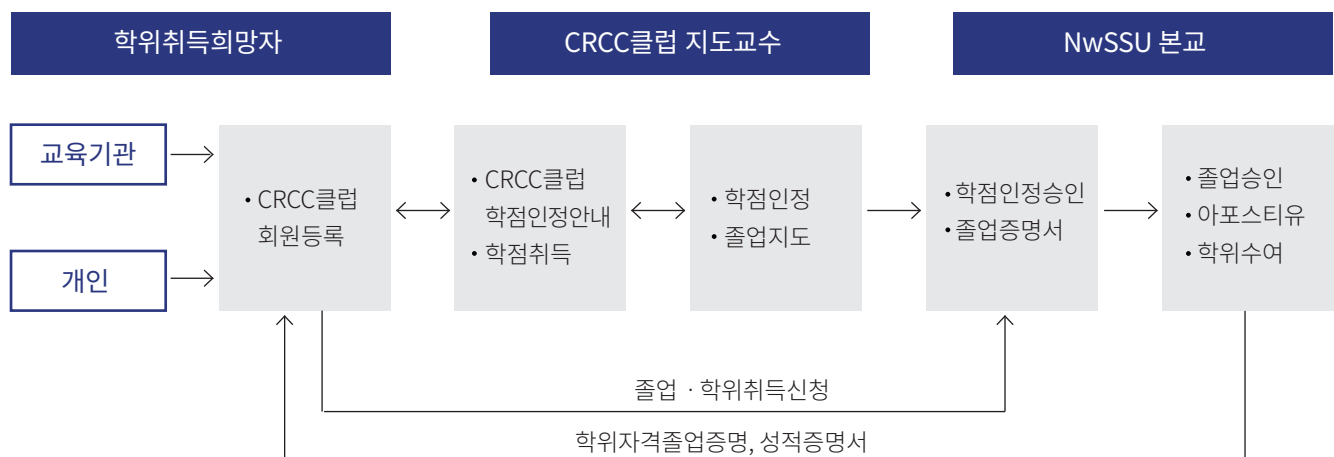 학위취득희망자
CRCC클럽 지도교수
NwSSU 본교
교육기관
개인
• CRCC클럽
회원등록
• CRCC클럽
학점인정안내
• 학점취득
• 학점인정
• 졸업지도
• 학점인정승인
• 졸업증명서
• 졸업승인
• 아포스티유
• 학위수여
졸업 · 학위취득신청
학위자격졸업증명, 성적증명서